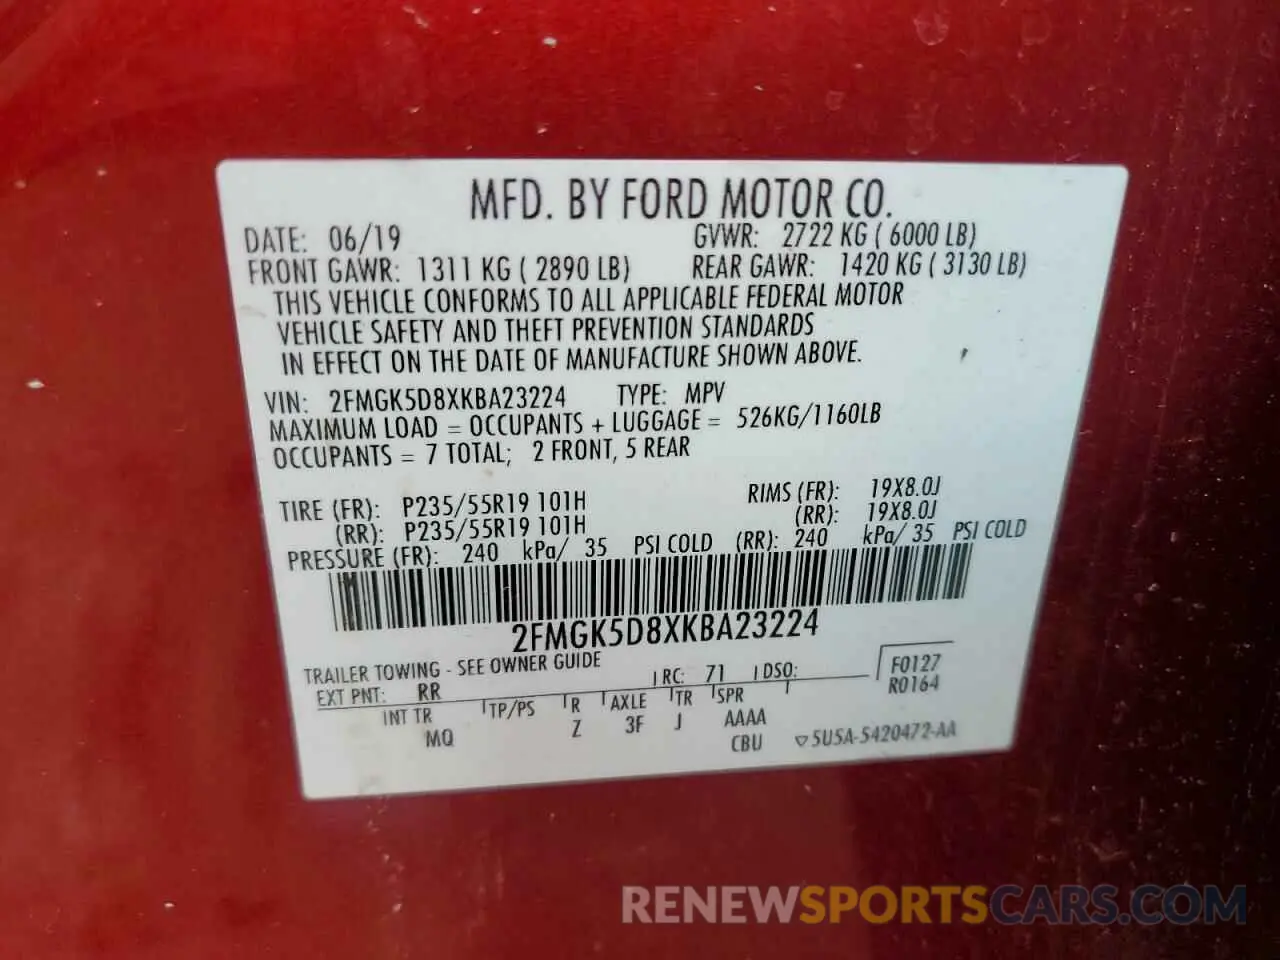 MFD. BY FORD MOTOR CO.
DATE: 06/19 GVWR: 2722 KG ( 6000 LB)
FRONT GAWR: 1311 KG ( 2890 LB) REAR GAWR: 1420 KG ( 3130 LB)
THIS VEHICLE CONFORMS TO ALL APPLICABLE FEDERAL MOTOR
VEHICLE SAFETY AND THEFT PREVENTION STANDARDS
IN EFFECT ON THE DATE OF MANUFACTURE SHOWN ABOVE.
VIN: 2FMGK5D8XKBA23224 TYPE: MPV
MAXIMUM LOAD = OCCUPANTS + LUGGAGE = 526KG/1160LB
OCCUPANTS = 7 TOTAL; 2 FRONT, 5 REAR
TIRE (FR): P235/55R19 101H RIMS (FR): 19X8.0J
(RR): P235/55R19 101H (RR): 19X8.0J
PRESSURE (FR): 240 kPa/ 35 PSI COLD (RR): 240 kPa/ 35 PSI COLD
2FMGK5D8XKBA23224
TRAILER TOWING - SEE OWNER GUIDE
EXT PNT: RR RC: 71 DSO: F0127
R0164
INT TR TP/PS R AXLE TR SPR
MQ Z 3F J AAAA
CBU 5U5A-5420472-AA
RENEWSPORTSCARS.COM